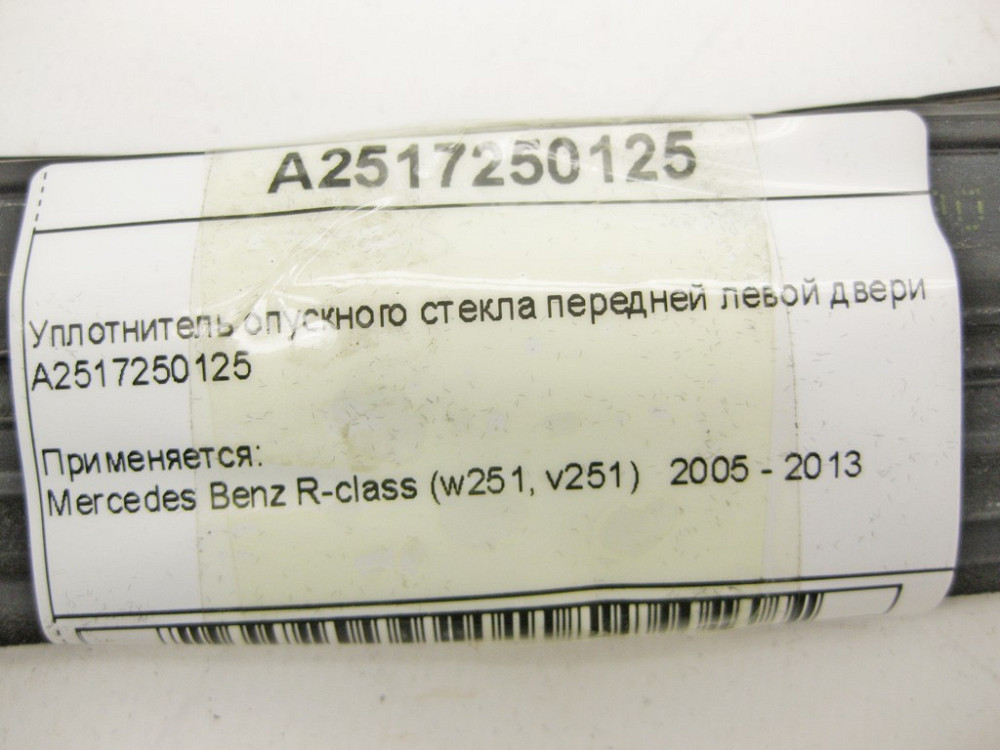 A2517250125
Уплотнитель опускного стекла передней левой двери
A2517250125
Применяется:
Mercedes Benz R-class (w251, v251) 2005 - 2013